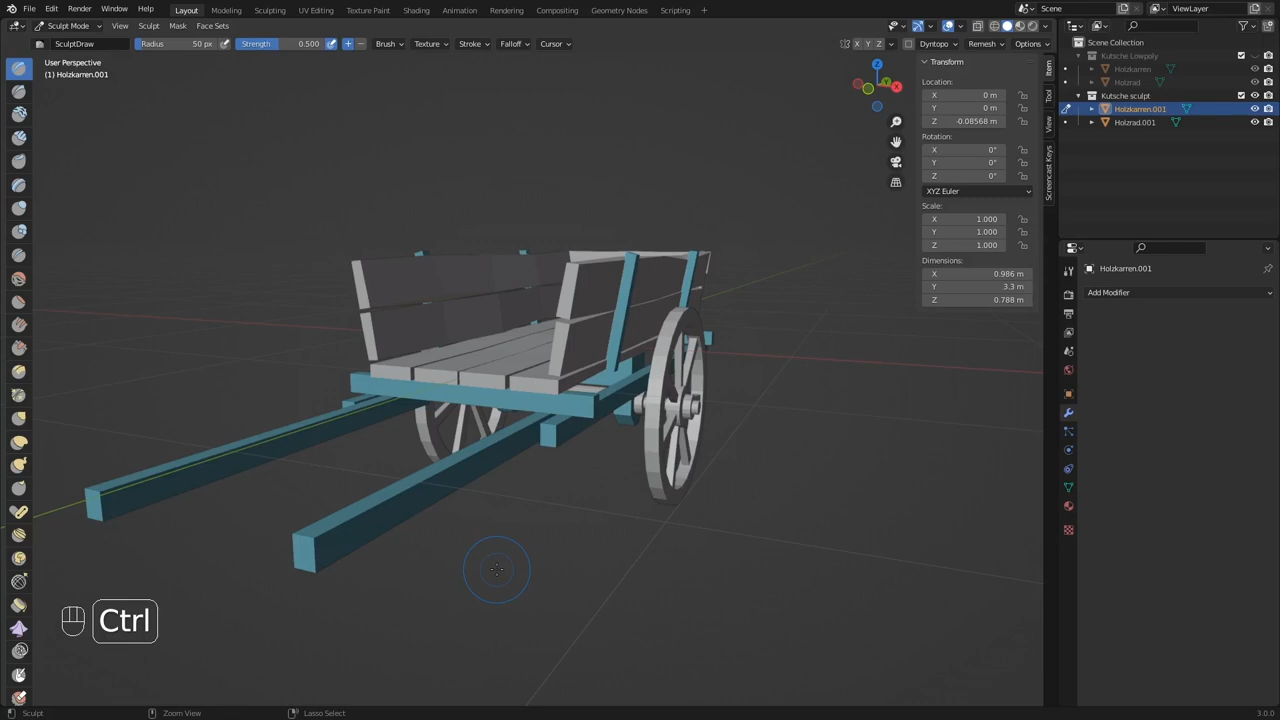 File Edit Render Window Help Layout Modeling Sculpting UV Editing Texture Paint Shading Animation Rendering Compositing Geometry Nodes Scripting + Scene ViewLayer
Sculpt Mode View Sculpt Mask Face Sets
SculptDraw Radius 50 px Strength 0.500 + − Brush Texture Stroke Falloff Cursor X Y Z Dyntopo Remesh Options
User Perspective
(1) Holzkarren.001
Z
Y
X
Transform
Location:
X 0 m
Y 0 m
Z -0.08568 m
Rotation:
X 0°
Y 0°
Z 0°
XYZ Euler
Scale:
X 1.000
Y 1.000
Z 1.000
Dimensions:
X 0.986 m
Y 3.3 m
Z 0.788 m
Item
Tool
View
Screencast Keys
Scene Collection
Kutsche Lowpoly
Holzkarren
Holzrad
Kutsche sculpt
Holzkarren.001
Holzrad.001
Holzkarren.001
Add Modifier
Ctrl
Sculpt Zoom View Lasso Select 3.0.0